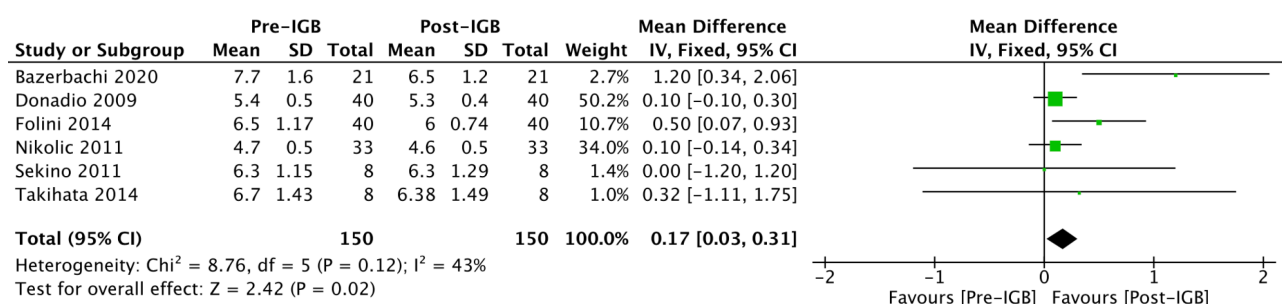 Pre−IGB Post−IGB Mean Difference Mean Difference
Study or Subgroup Mean SD Total Mean SD Total Weight IV, Fixed, 95% CI IV, Fixed, 95% CI
Bazerbachi 2020 7.7 1.6 21 6.5 1.2 21 2.7% 1.20 [0.34, 2.06]
Donadio 2009 5.4 0.5 40 5.3 0.4 40 50.2% 0.10 [−0.10, 0.30]
Folini 2014 6.5 1.17 40 6 0.74 40 10.7% 0.50 [0.07, 0.93]
Nikolic 2011 4.7 0.5 33 4.6 0.5 33 34.0% 0.10 [−0.14, 0.34]
Sekino 2011 6.3 1.15 8 6.3 1.29 8 1.4% 0.00 [−1.20, 1.20]
Takihata 2014 6.7 1.43 8 6.38 1.49 8 1.0% 0.32 [−1.11, 1.75]
Total (95% CI) 150 150 100.0% 0.17 [0.03, 0.31]
Heterogeneity: Chi² = 8.76, df = 5 (P = 0.12); I² = 43%
Test for overall effect: Z = 2.42 (P = 0.02)
−2 −1 0 1 2
Favours [Pre−IGB] Favours [Post−IGB]